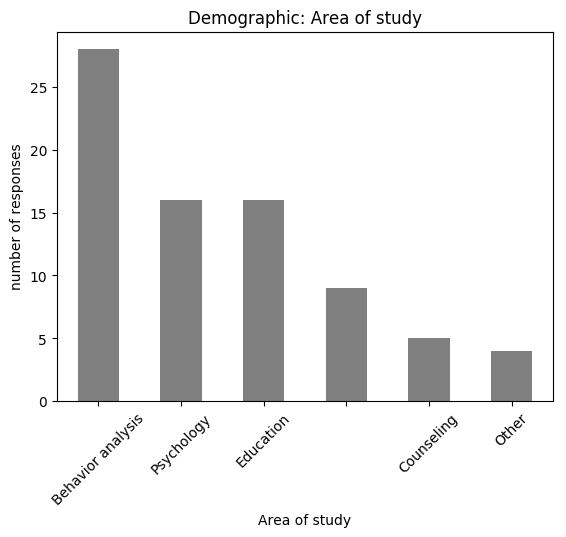 Demographic: Area of study
number of responses
25
20
15
10
5
0
Behavior analysis
Psychology
Education
Counseling
Other
Area of study